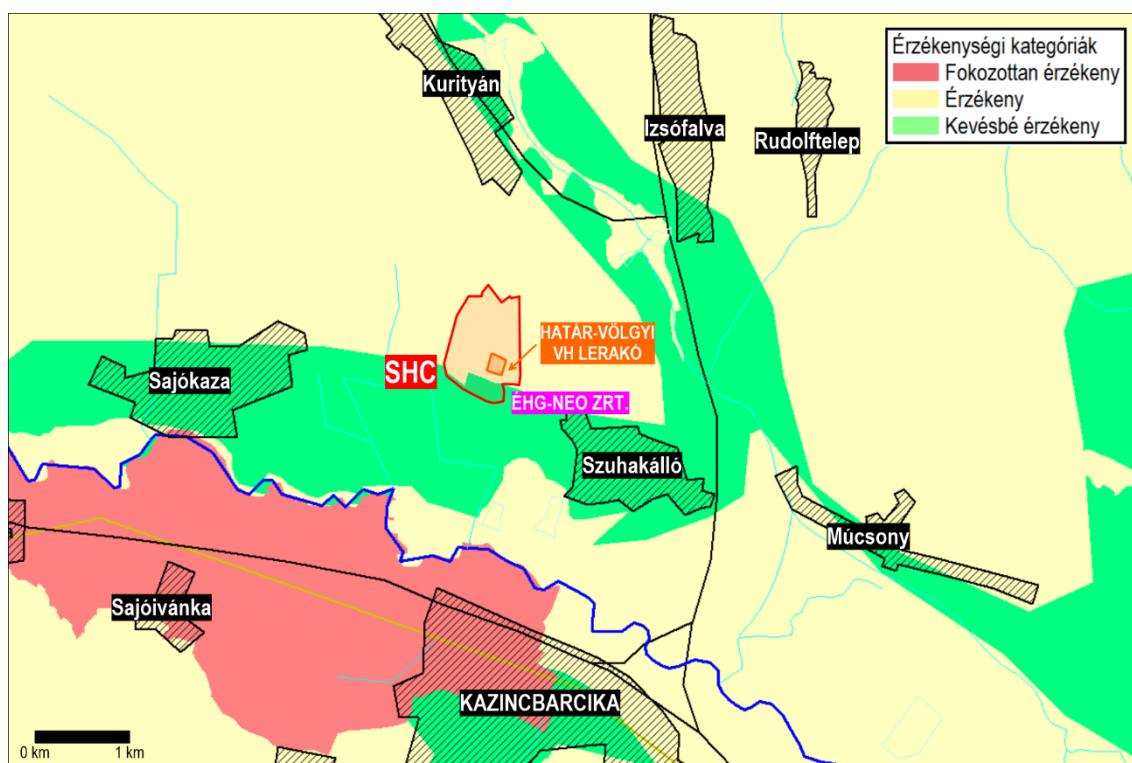 Érzékenységi kategóriák
Fokozottan érzékeny
Érzékeny
Kevésbé érzékeny
Kurityán
Izsófalva
Rudolftelep
HATÁR-VÖLGYI
VH LERAKÓ
SHC
Sajókaza
ÉHG-NEO ZRT.
Szuhakálló
Múcsony
Sajóivánka
KAZINCBARCIKA
0 km 1 km